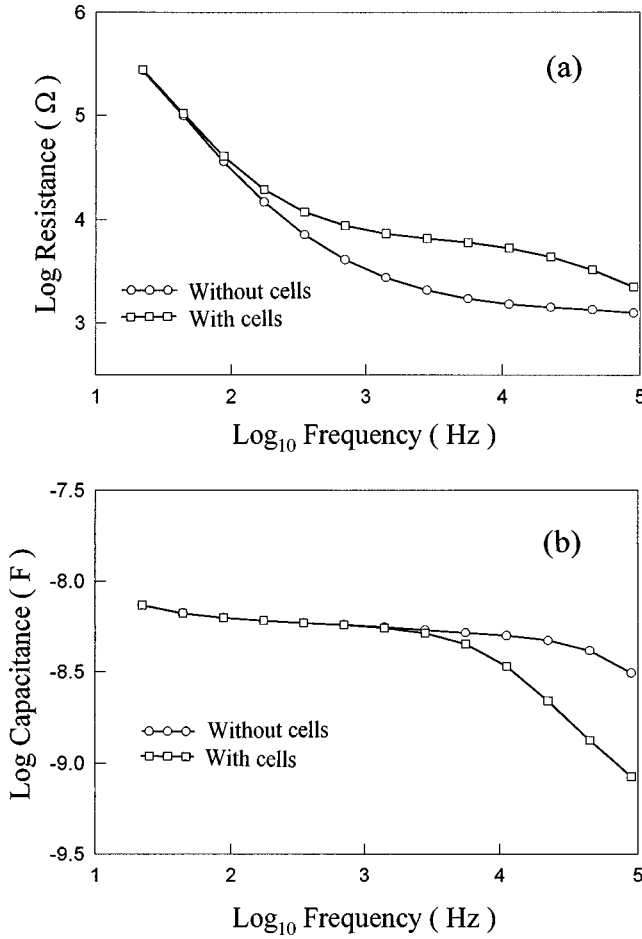 (a)
Log Resistance ( Ω )
6
5
4
3
Without cells
With cells
1 2 3 4 5
Log₁₀ Frequency ( Hz )
(b)
Log Capacitance ( F )
-7.5
-8.0
-8.5
-9.0
-9.5
Without cells
With cells
1 2 3 4 5
Log₁₀ Frequency ( Hz )